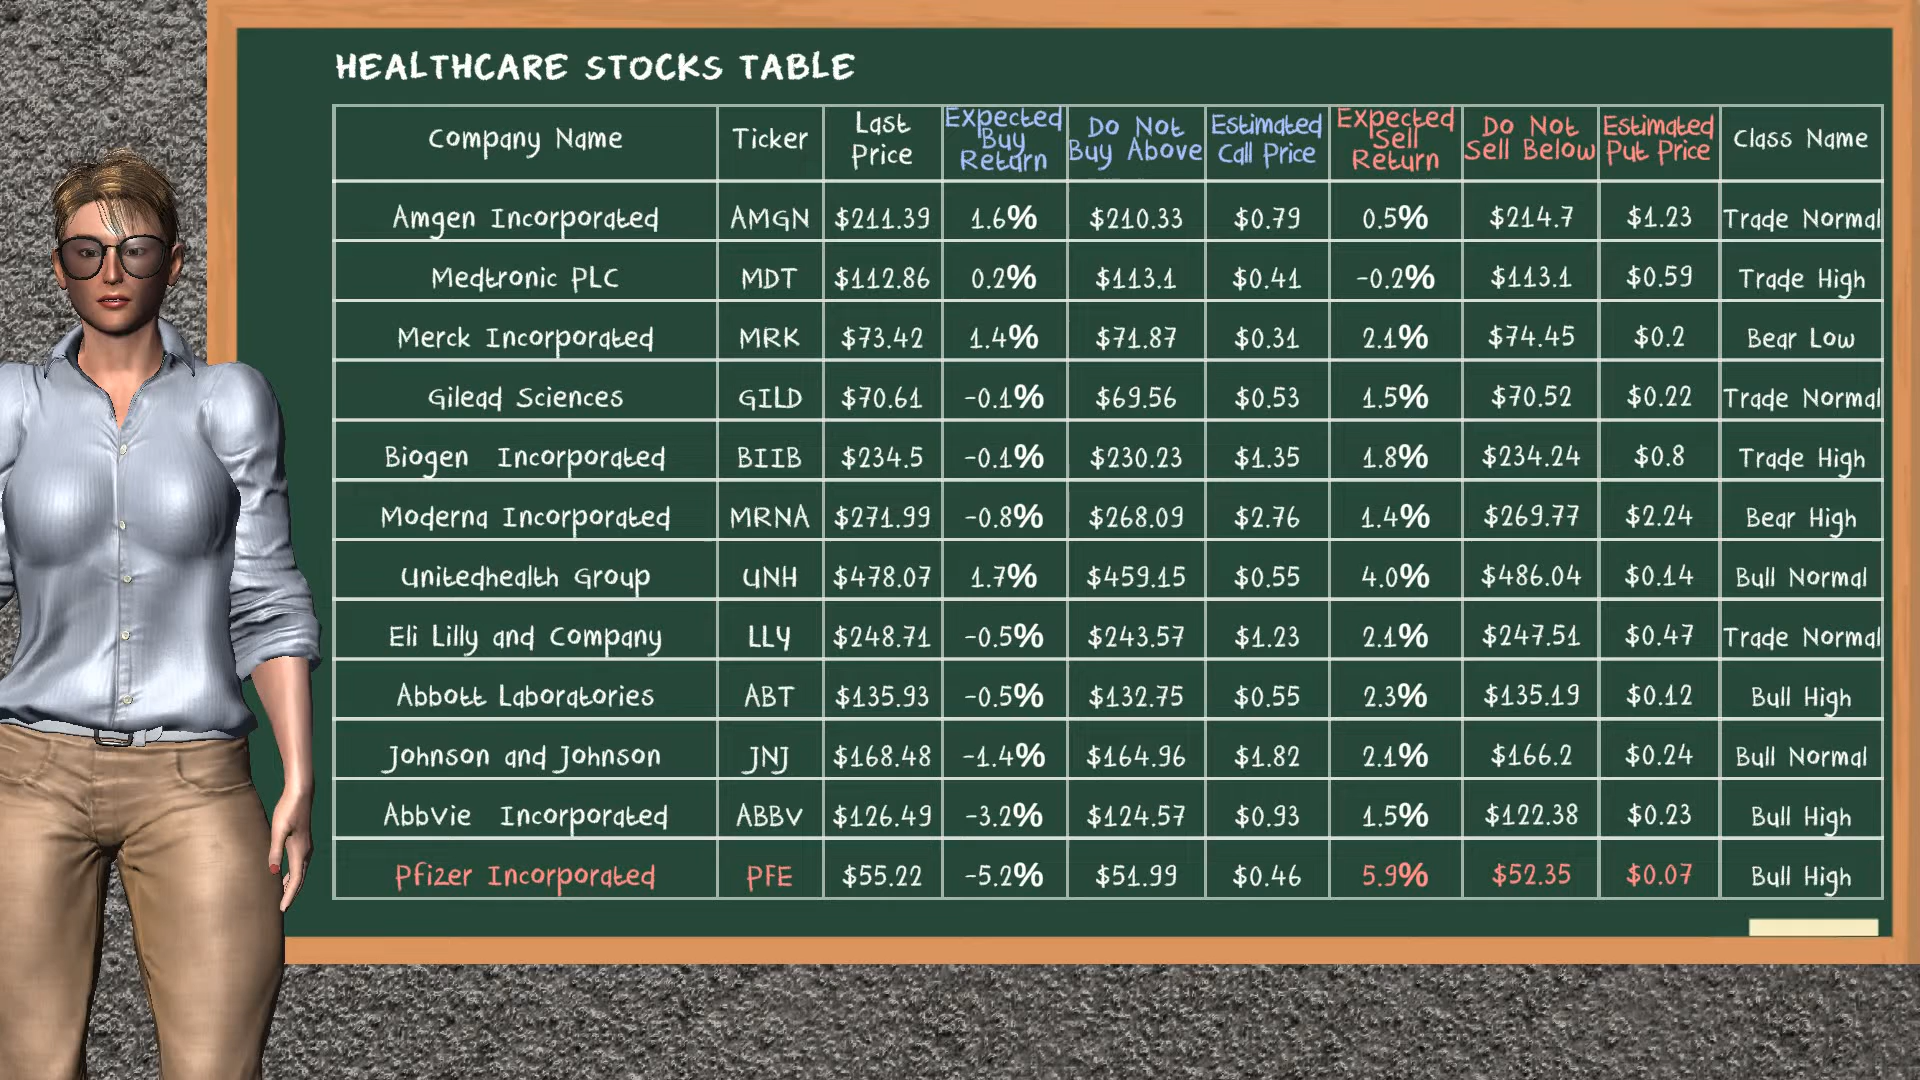 HEALTHCARE STOCKS TABLE
Company Name Ticker Last Price Expected Buy Return Do Not Buy Above Estimated Call Price Expected Sell Return Do Not Sell Below Estimated Put Price Class Name
Amgen Incorporated AMGN $211.39 1.6% $210.33 $0.79 0.5% $214.7 $1.23 Trade Normal
Medtronic PLC MDT $112.86 0.2% $113.1 $0.41 -0.2% $113.1 $0.59 Trade High
Merck Incorporated MRK $73.42 1.4% $71.87 $0.31 2.1% $74.45 $0.2 Bear Low
Gilead Sciences GILD $70.61 -0.1% $69.56 $0.53 1.5% $70.52 $0.22 Trade Normal
Biogen Incorporated BIIB $234.5 -0.1% $230.23 $1.35 1.8% $234.24 $0.8 Trade High
Moderna Incorporated MRNA $271.99 -0.8% $268.09 $2.76 1.4% $269.77 $2.24 Bear High
Unitedhealth Group UNH $478.07 1.7% $459.15 $0.55 4.0% $486.04 $0.14 Bull Normal
Eli Lilly and Company LLY $248.71 -0.5% $243.57 $1.23 2.1% $247.51 $0.47 Trade Normal
Abbott Laboratories ABT $135.93 -0.5% $132.75 $0.55 2.3% $135.19 $0.12 Bull High
Johnson and Johnson JNJ $168.48 -1.4% $164.96 $1.82 2.1% $166.2 $0.24 Bull Normal
AbbVie Incorporated ABBV $126.49 -3.2% $124.57 $0.93 1.5% $122.38 $0.23 Bull High
Pfizer Incorporated PFE $55.22 -5.2% $51.99 $0.46 5.9% $52.35 $0.07 Bull High